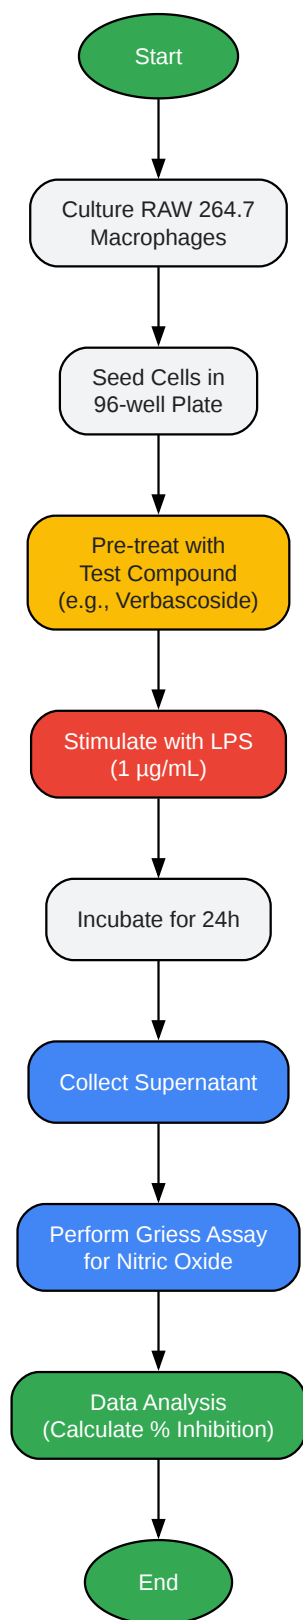 Start
Culture RAW 264.7
Macrophages
Seed Cells in
96-well Plate
Pre-treat with
Test Compound
(e.g., Verbascoside)
Stimulate with LPS
(1 µg/mL)
Incubate for 24h
Collect Supernatant
Perform Griess Assay
for Nitric Oxide
Data Analysis
(Calculate % Inhibition)
End